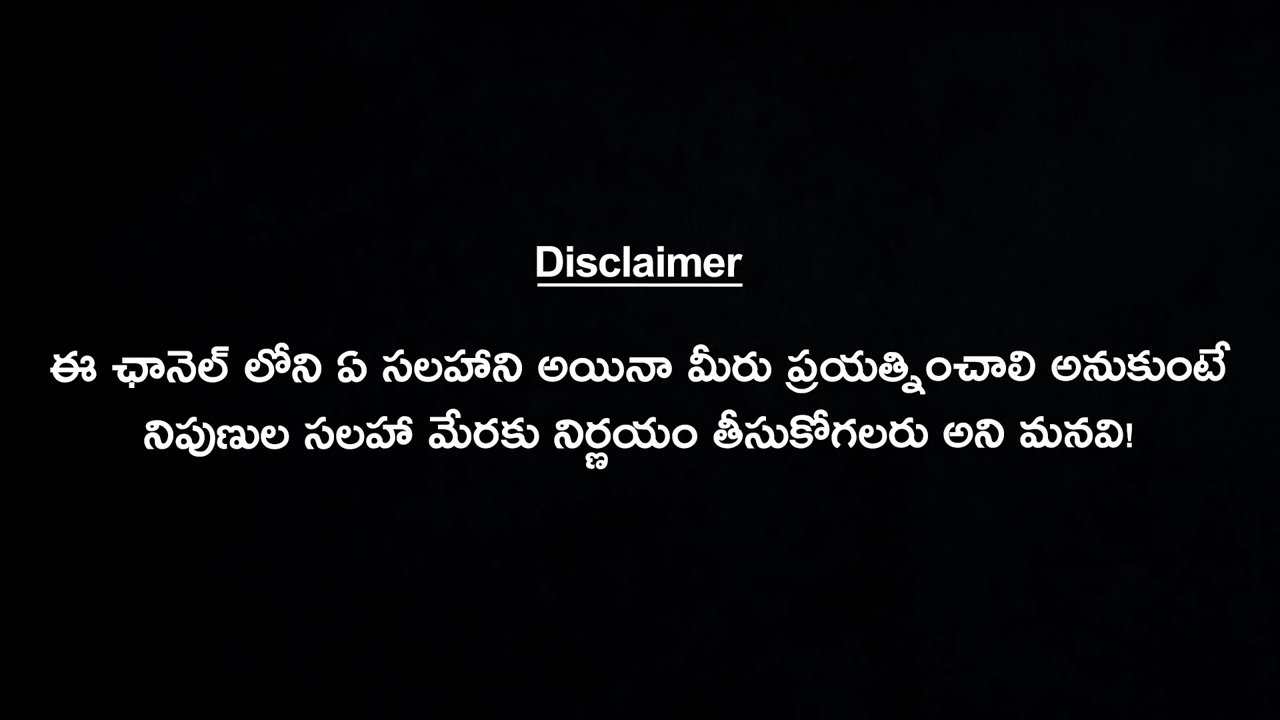 Disclaimer
ఈ ఛానెల్ లోని ఏ సలహాని అయినా మీరు ప్రయత్నించాలి అనుకుంటే
నిపుణుల సలహా మేరకు నిర్ణయం తీసుకోగలరు అని మనవి!